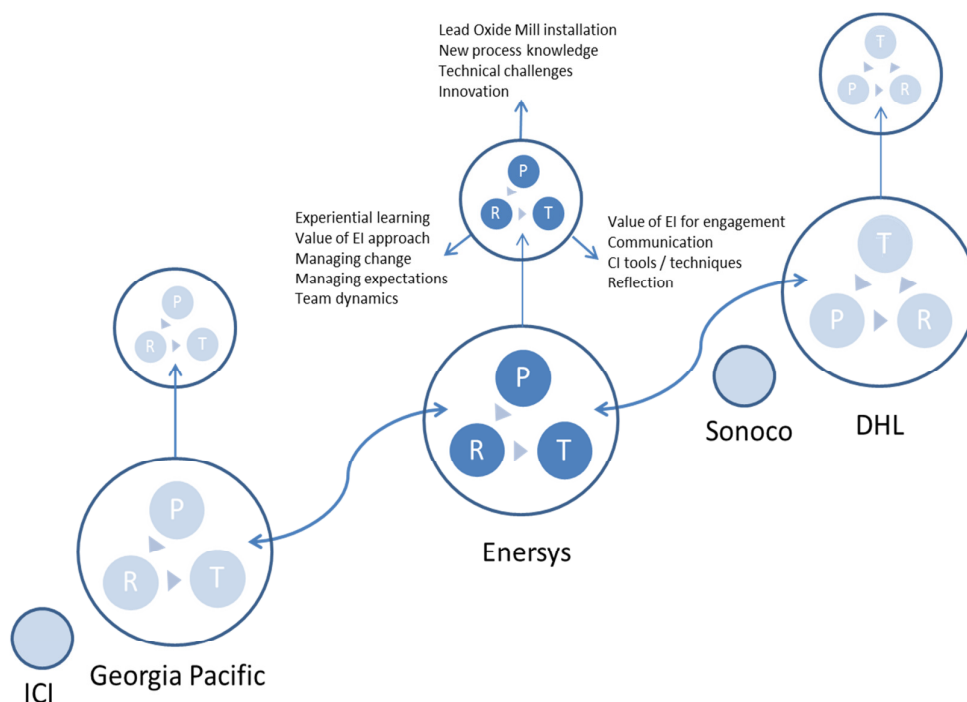 Lead Oxide Mill installation
New process knowledge
Technical challenges
Innovation
T
P R
P
R T
Experiential learning
Value of EI approach
Managing change
Managing expectations
Team dynamics
Value of EI for engagement
Communication
CI tools / techniques
Reflection
T
P R
P
R T
P
R T
Sonoco
DHL
Enersys
P
R T
Georgia Pacific
ICI